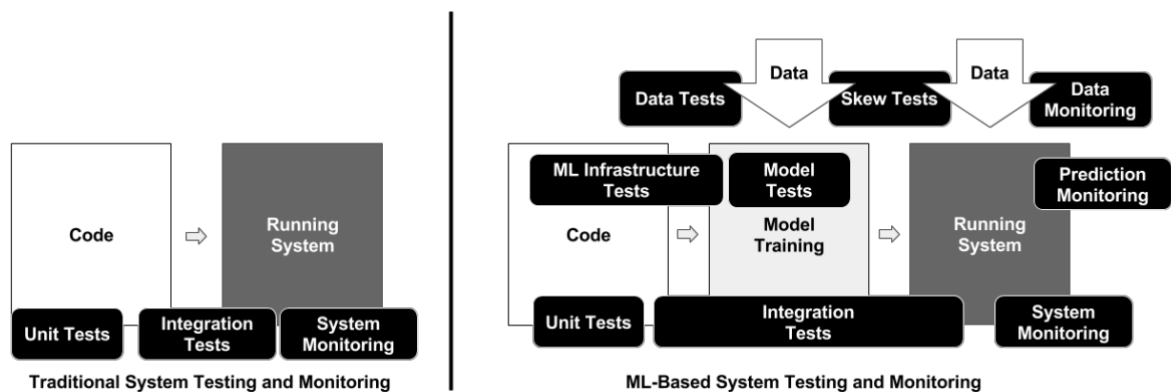 Code
Running
System
Unit Tests
Integration
Tests
System
Monitoring
Traditional System Testing and Monitoring
Data
Data
Data Tests
Skew Tests
Data
Monitoring
ML Infrastructure
Tests
Model
Tests
Prediction
Monitoring
Code
Model
Training
Running
System
Unit Tests
Integration
Tests
System
Monitoring
ML-Based System Testing and Monitoring